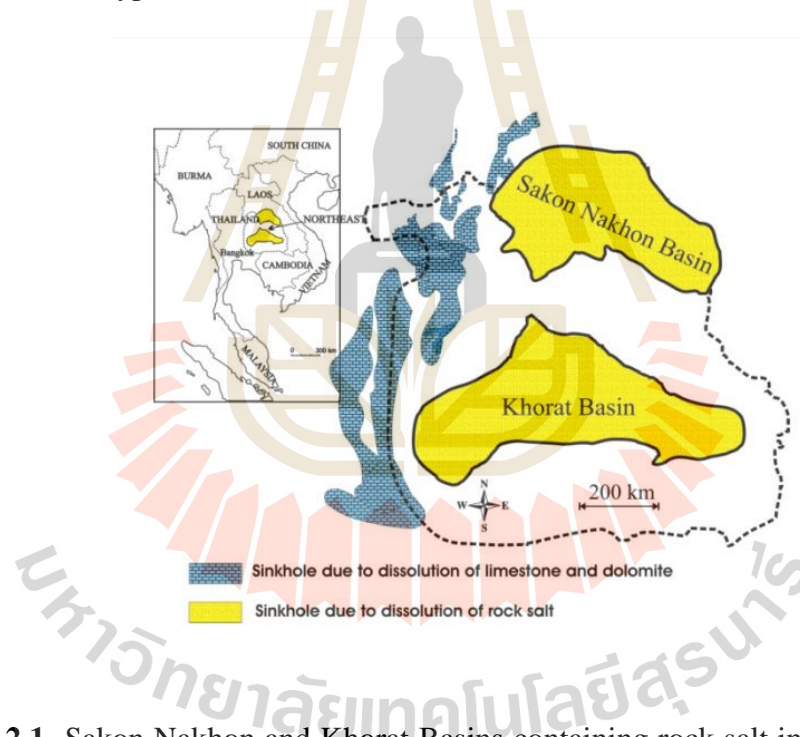 SOUTH CHINA
BURMA
LAOS
THAILAND
NORTHEAST
Bangkok
CAMBODIA
VIETNAM
MALAYSIA
0 300 km
Sakon Nakhon Basin
Khorat Basin
200 km
N
W E
S
Sinkhole due to dissolution of limestone and dolomite
Sinkhole due to dissolution of rock salt
มหาวิทยาลัยเทคโนโลยีสุรนารี
2.1 Sakon Nakhon and Khorat Basins containing rock salt in